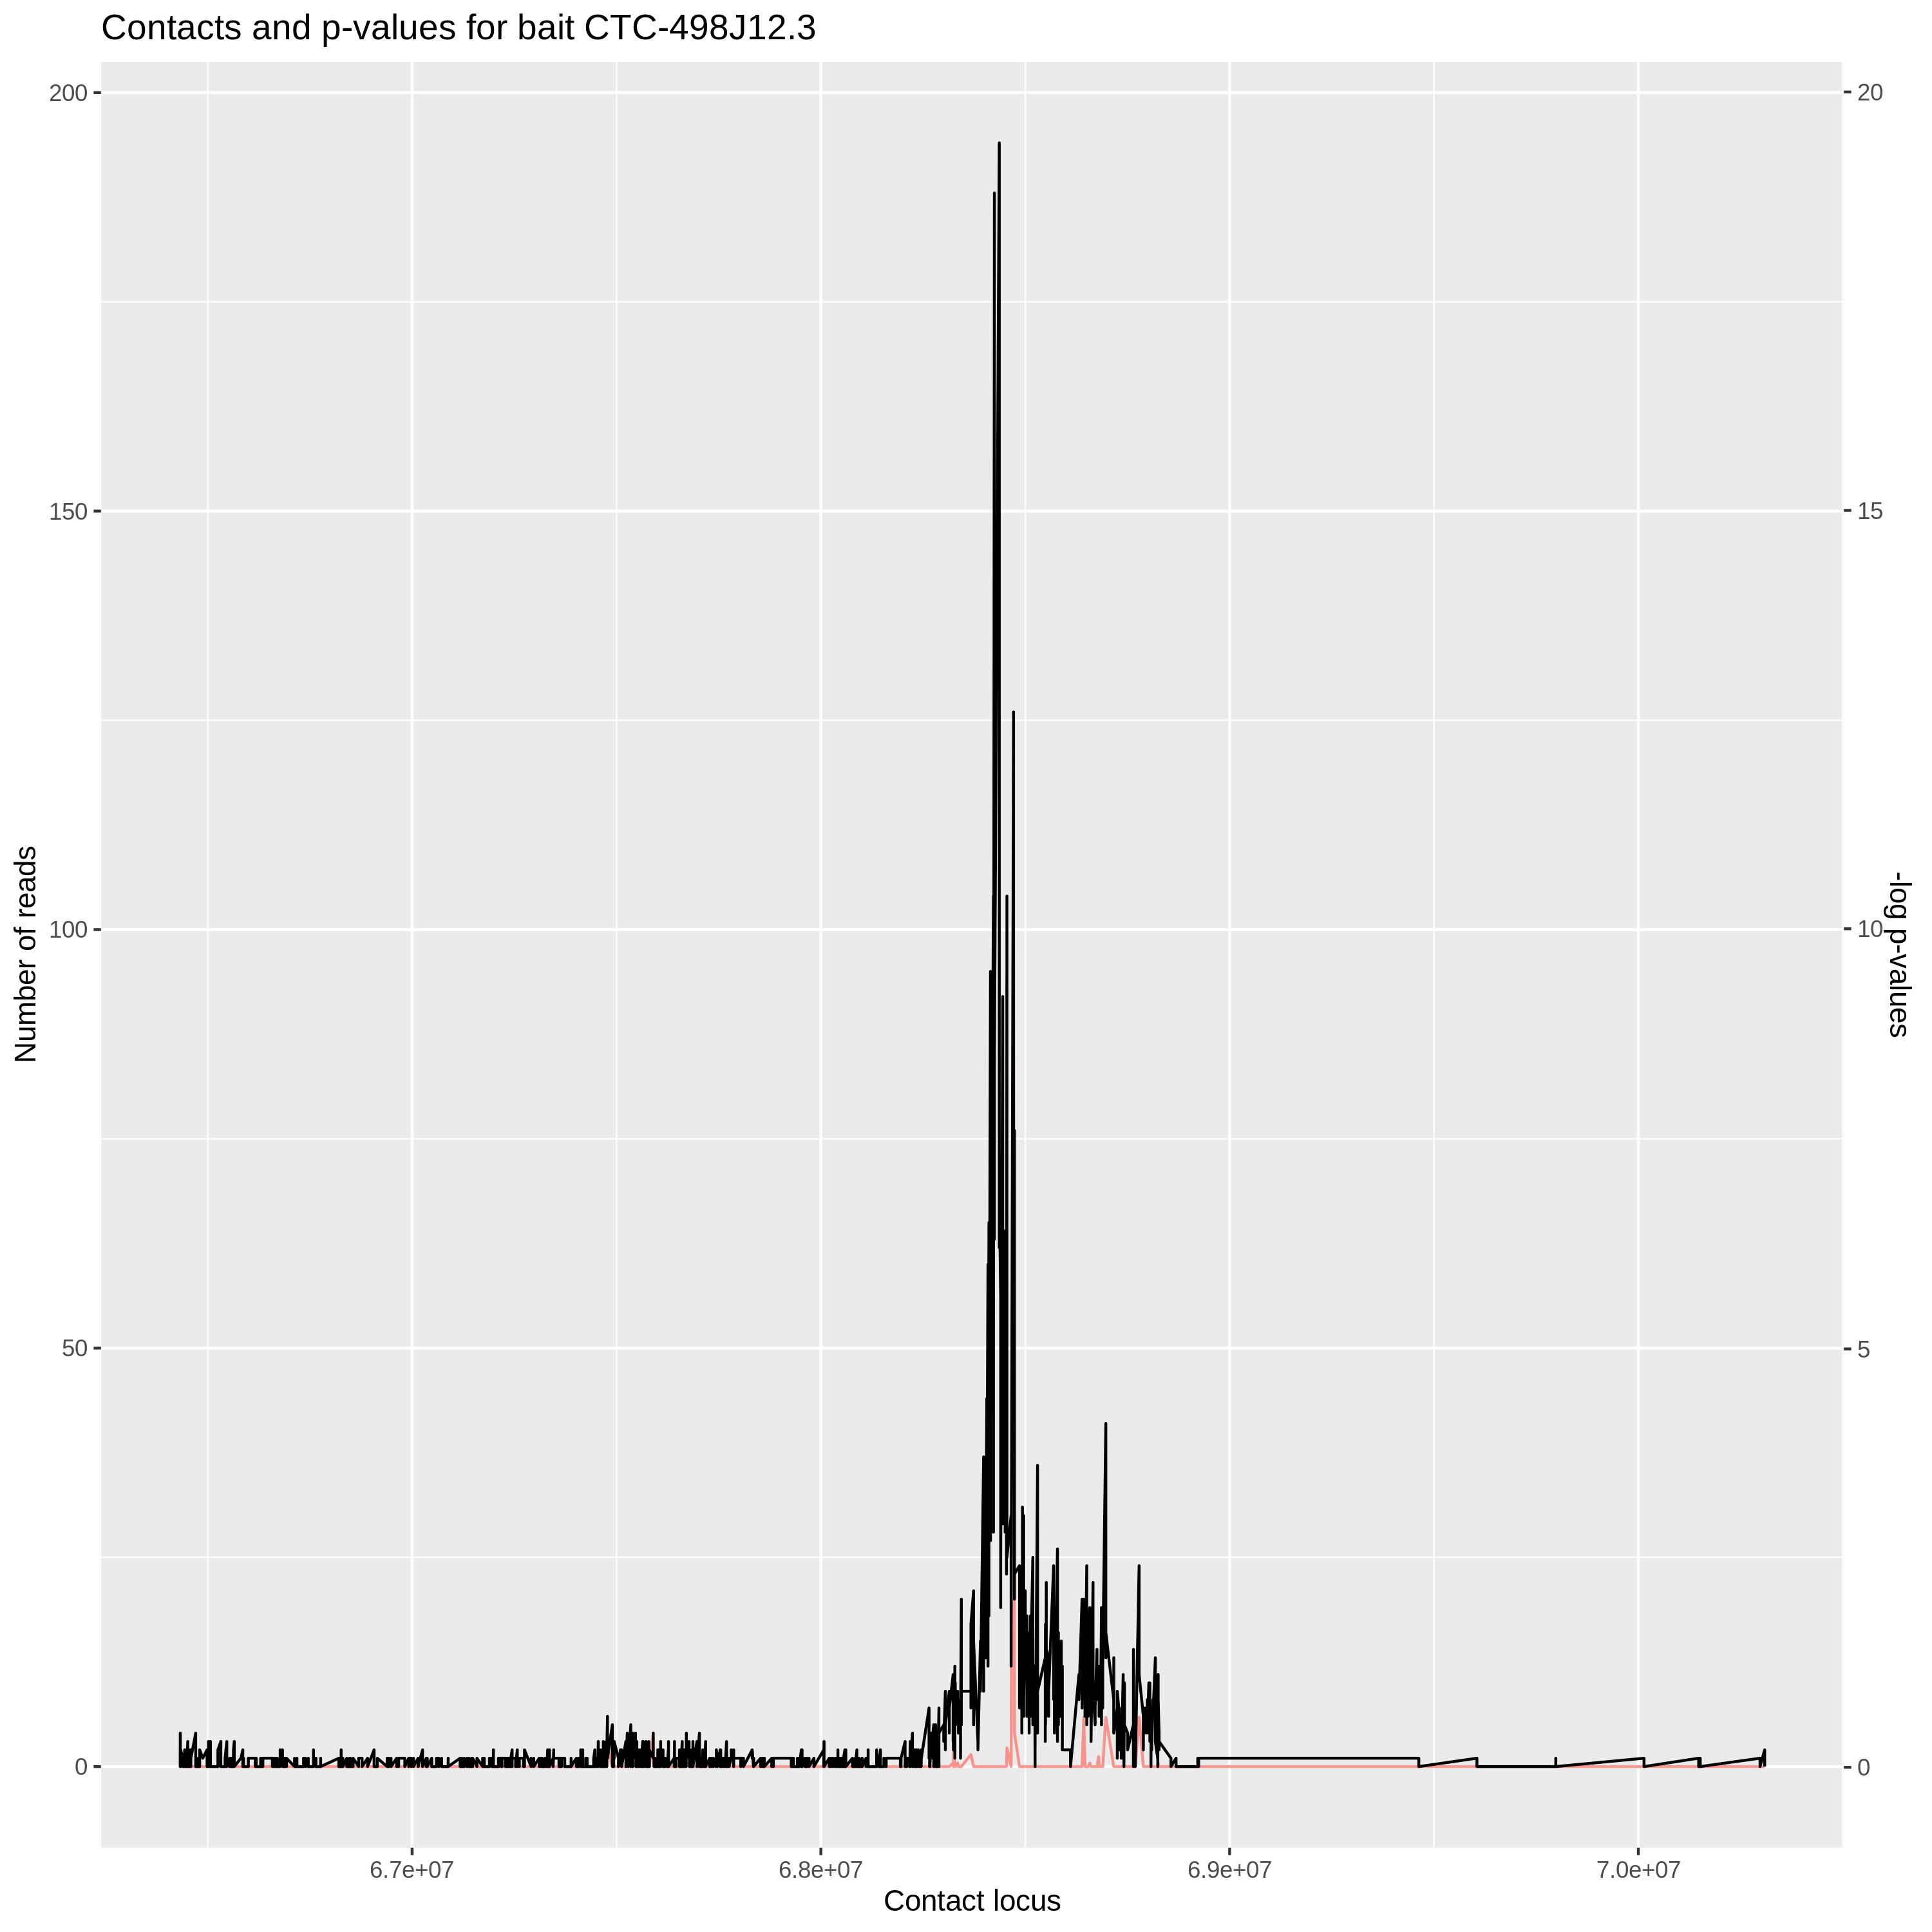 Contacts and p-values for bait CTC-498J12.3
200
150
100
50
0
20
15
10
5
0
Number of reads
-log p-values
6.7e+07 6.8e+07 6.9e+07 7.0e+07
Contact locus